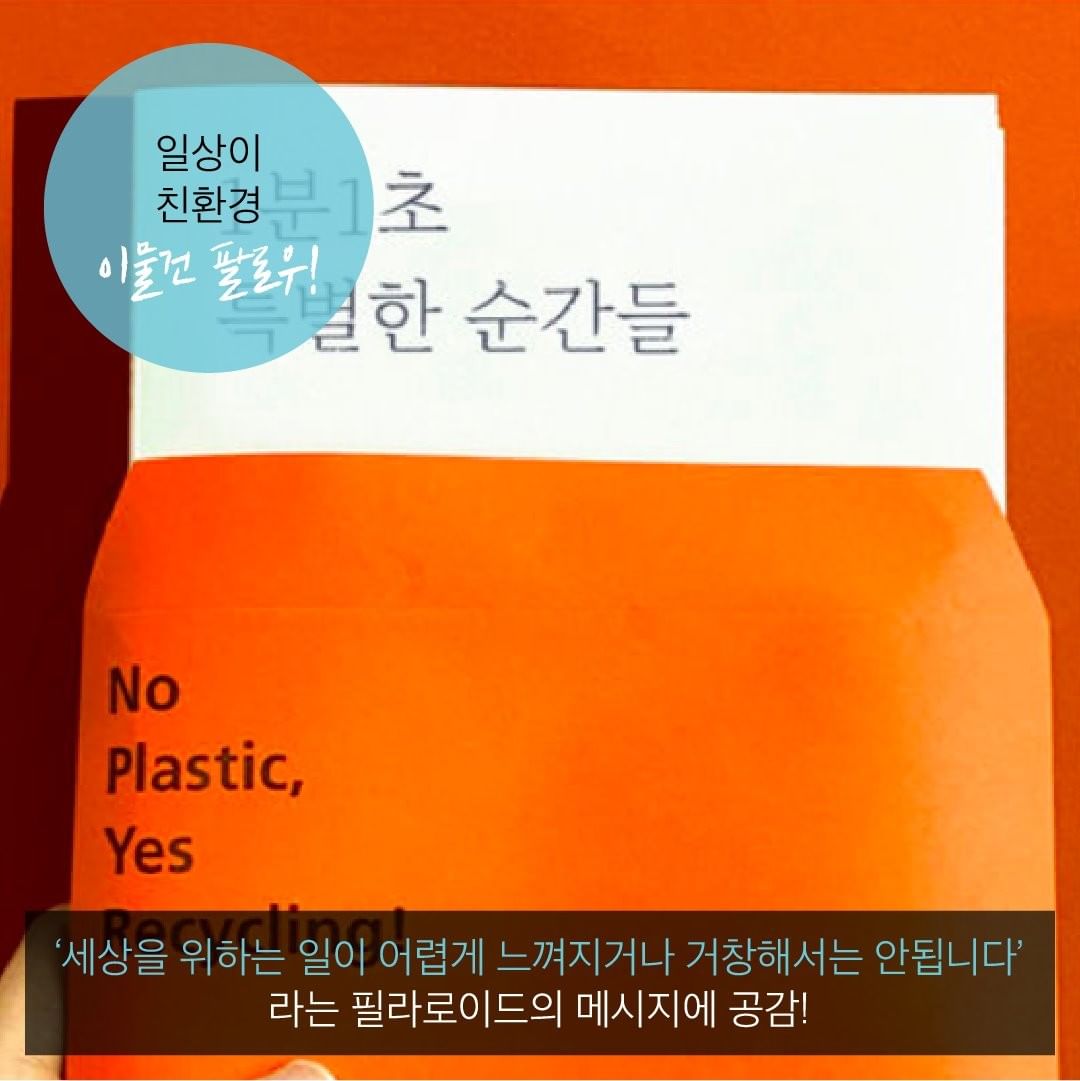 일상이
친환경
이물건 팔로우!
1분1초
특별한 순간들
No
Plastic,
Yes
Recycling!
‘세상을 위하는 일이 어렵게 느껴지거나 거창해서는 안됩니다’
라는 필라로이드의 메시지에 공감!